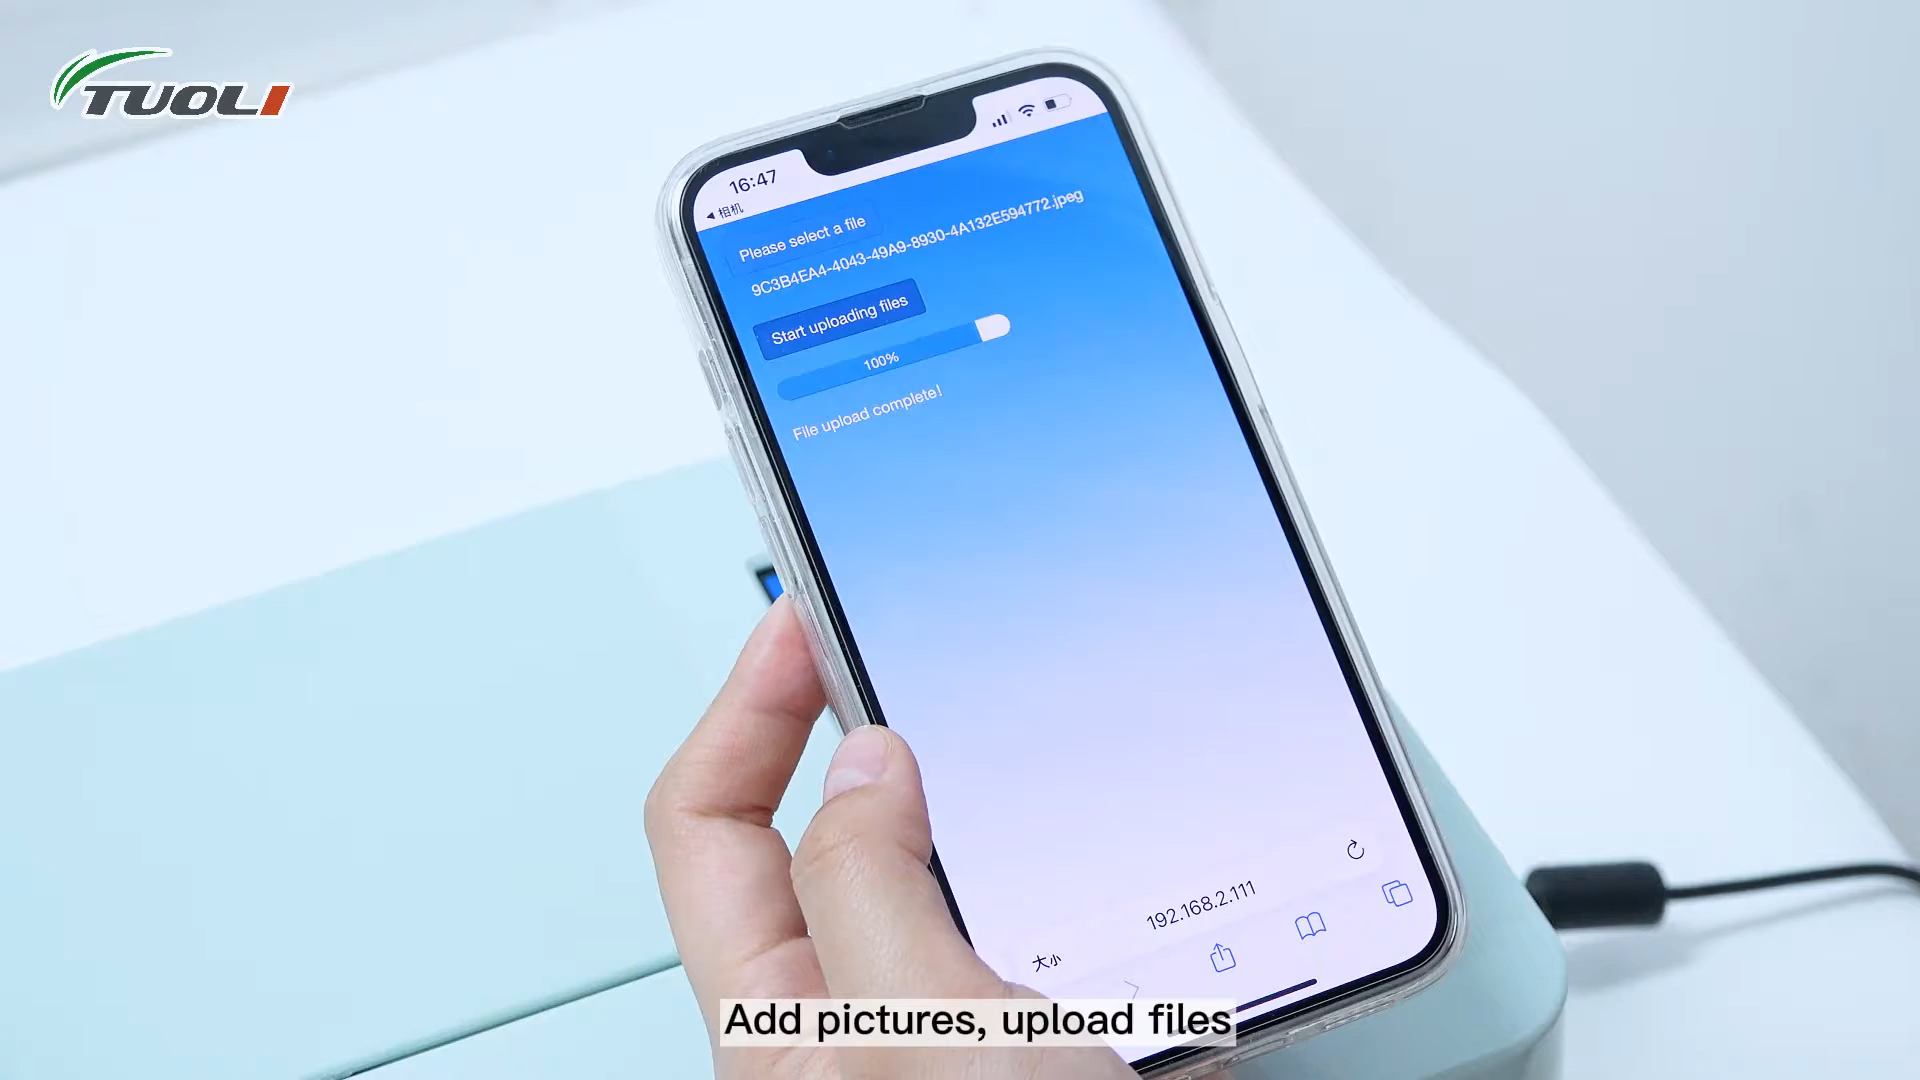 TUOLI
16:47
◀相机
Please select a file
9C3B4EA4-4043-49A9-8930-4A132E594772.jpeg
Start uploading files
100%
File upload complete!
192.168.2.111
大小
Add pictures, upload files